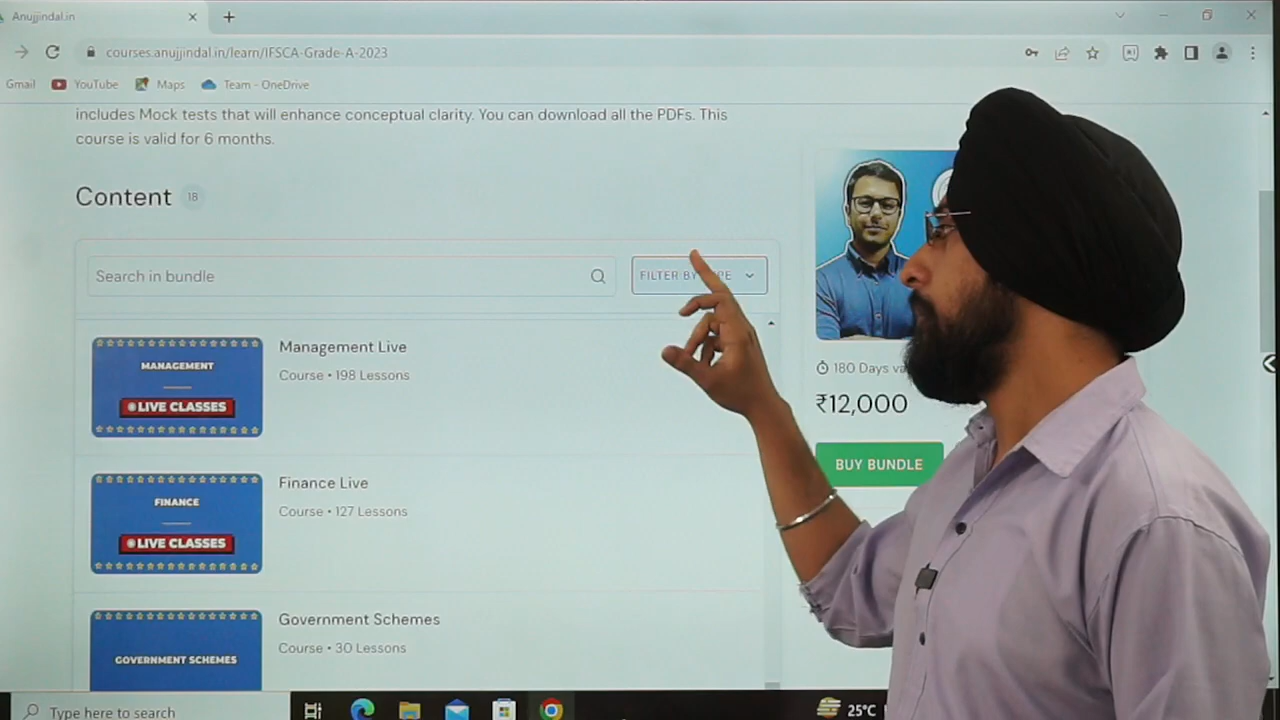 Anujjindal.in
courses.anujjindal.in/learn/IFSCA-Grade-A-2023
Gmail YouTube Maps Team - OneDrive
includes Mock tests that will enhance conceptual clarity. You can download all the PDFs. This
course is valid for 6 months.
Content 18
Search in bundle
FILTER BY
MANAGEMENT
LIVE CLASSES
Management Live
Course • 198 Lessons
FINANCE
LIVE CLASSES
Finance Live
Course • 127 Lessons
GOVERNMENT SCHEMES
Government Schemes
Course • 30 Lessons
180 Days
₹12,000
BUY BUNDLE
Type here to search
25°C